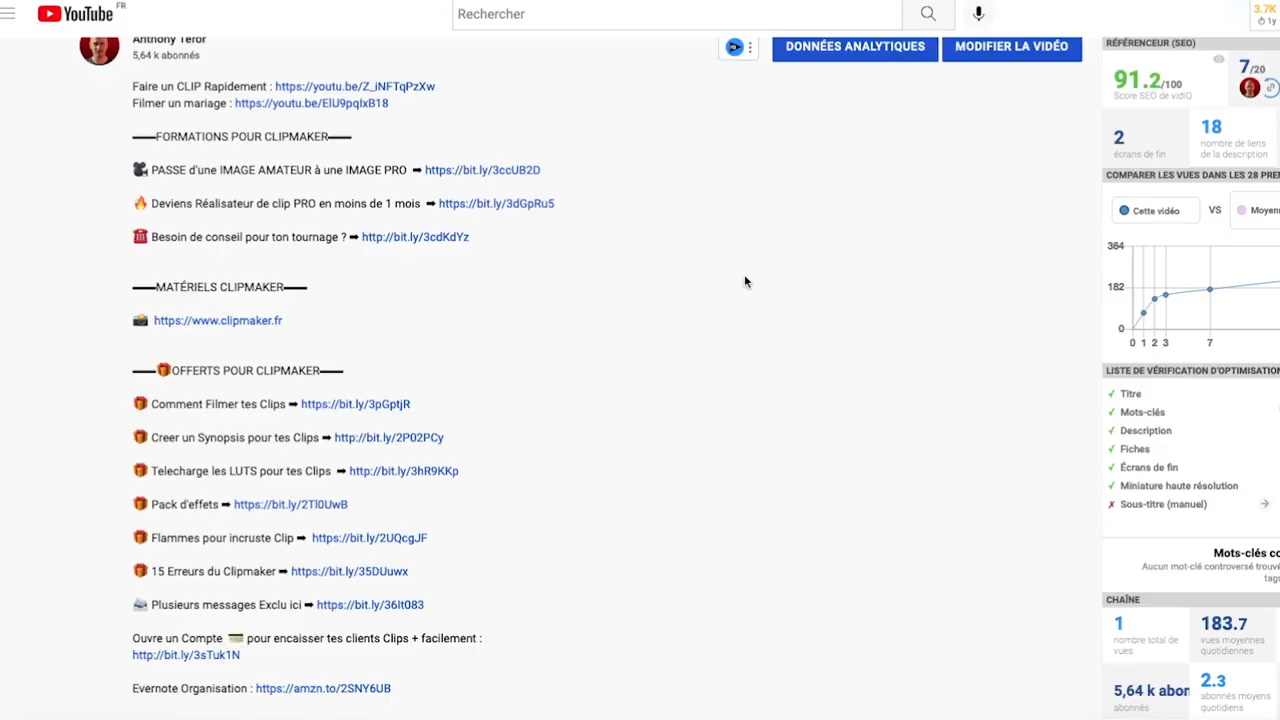 YouTube FR
Rechercher
3.7K
1y
Anthony Teror
5,64 k abonnés
DONNÉES ANALYTIQUES
MODIFIER LA VIDÉO
Faire un CLIP Rapidement : https://youtu.be/Z_iNFTqPzXw
Filmer un mariage : https://youtu.be/ElU9pqIxB18
FORMATIONS POUR CLIPMAKER
PASSE d'une IMAGE AMATEUR à une IMAGE PRO ➡ https://bit.ly/3ccUB2D
Deviens Réalisateur de clip PRO en moins de 1 mois ➡ https://bit.ly/3dGpRu5
Besoin de conseil pour ton tournage ? ➡ http://bit.ly/3cdKdYz
MATÉRIELS CLIPMAKER
https://www.clipmaker.fr
OFFERTS POUR CLIPMAKER
Comment Filmer tes Clips ➡ https://bit.ly/3pGptjR
Creer un Synopsis pour tes Clips ➡ http://bit.ly/2P02PCy
Telecharge les LUTS pour tes Clips ➡ http://bit.ly/3hR9KKp
Pack d'effets ➡ https://bit.ly/2Tl0UwB
Flammes pour incruste Clip ➡ https://bit.ly/2UQcgJF
15 Erreurs du Clipmaker ➡ https://bit.ly/35DUuwx
Plusieurs messages Exclu ici ➡ https://bit.ly/36It083
Ouvre un Compte pour encaisser tes clients Clips + facilement :
http://bit.ly/3sTuk1N
Evernote Organisation : https://amzn.to/2SNY6UB
RÉFÉRENCEUR (SEO)
91.2/100
Score SEO de vidIQ
7/20
2
écrans de fin
18
nombre de liens
de la description
COMPARER LES VUES DANS LES 28 PRE
Cette vidéo
VS
Moyen
364
182
0
0 1 2 3 7
LISTE DE VÉRIFICATION D'OPTIMISATION
✓ Titre
✓ Mots-clés
✓ Description
✓ Fiches
✓ Écrans de fin
✓ Miniature haute résolution
✗ Sous-titre (manuel)
Mots-clés co
Aucun mot-clé controversé trouvé
tags
CHAÎNE
1
nombre total de
vues
183.7
vues moyennes
quotidiennes
5,64 k abon
abonnés
2.3
abonnés moyens
quotidiens